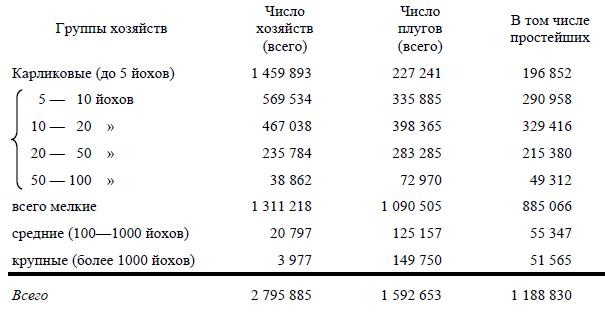 Группы хозяйств Число хозяйств (всего) Число плугов (всего) В том числе простейших
Карликовые (до 5 йохов) 1 459 893 227 241 196 852
5 — 10 йохов 569 534 335 885 290 958
10 — 20 » 467 038 398 365 329 416
20 — 50 » 235 784 283 285 215 380
50 — 100 » 38 862 72 970 49 312
всего мелкие 1 311 218 1 090 505 885 066
средние (100—1000 йохов) 20 797 125 157 55 347
крупные (более 1000 йохов) 3 977 149 750 51 565
Всего 2 795 885 1 592 653 1 188 830